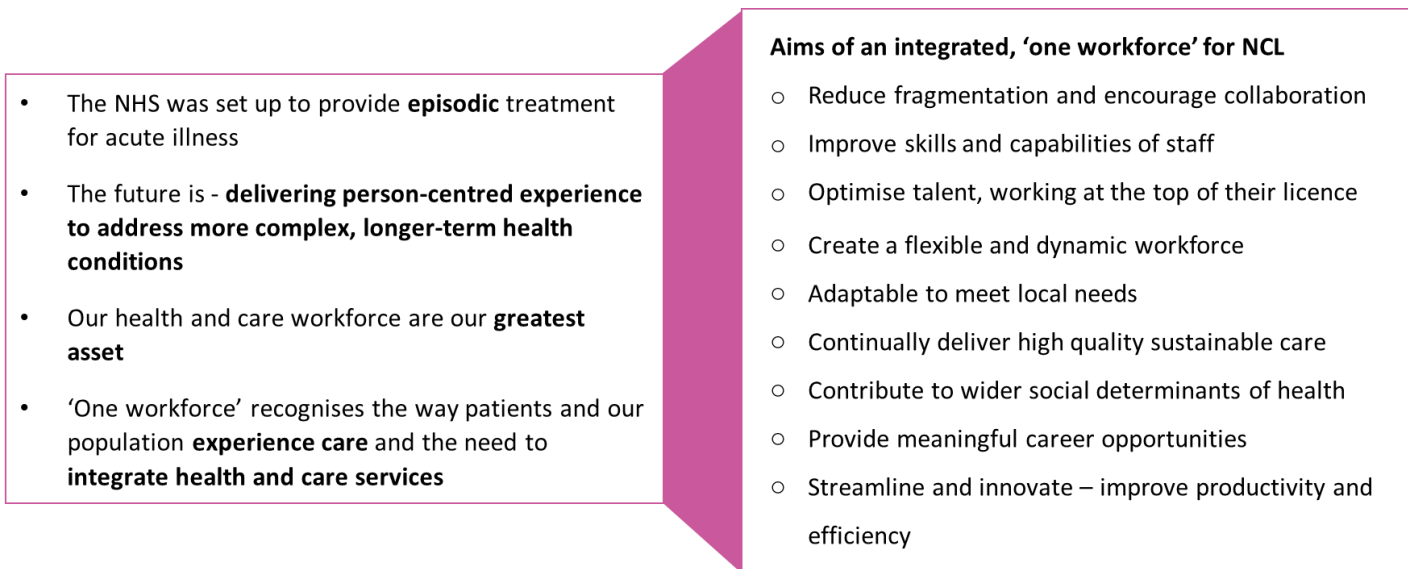 • The NHS was set up to provide episodic treatment
for acute illness
• The future is - delivering person-centred experience
to address more complex, longer-term health
conditions
• Our health and care workforce are our greatest
asset
• ‘One workforce’ recognises the way patients and our
population experience care and the need to
integrate health and care services
Aims of an integrated, ‘one workforce’ for NCL
○ Reduce fragmentation and encourage collaboration
○ Improve skills and capabilities of staff
○ Optimise talent, working at the top of their licence
○ Create a flexible and dynamic workforce
○ Adaptable to meet local needs
○ Continually deliver high quality sustainable care
○ Contribute to wider social determinants of health
○ Provide meaningful career opportunities
○ Streamline and innovate – improve productivity and
efficiency